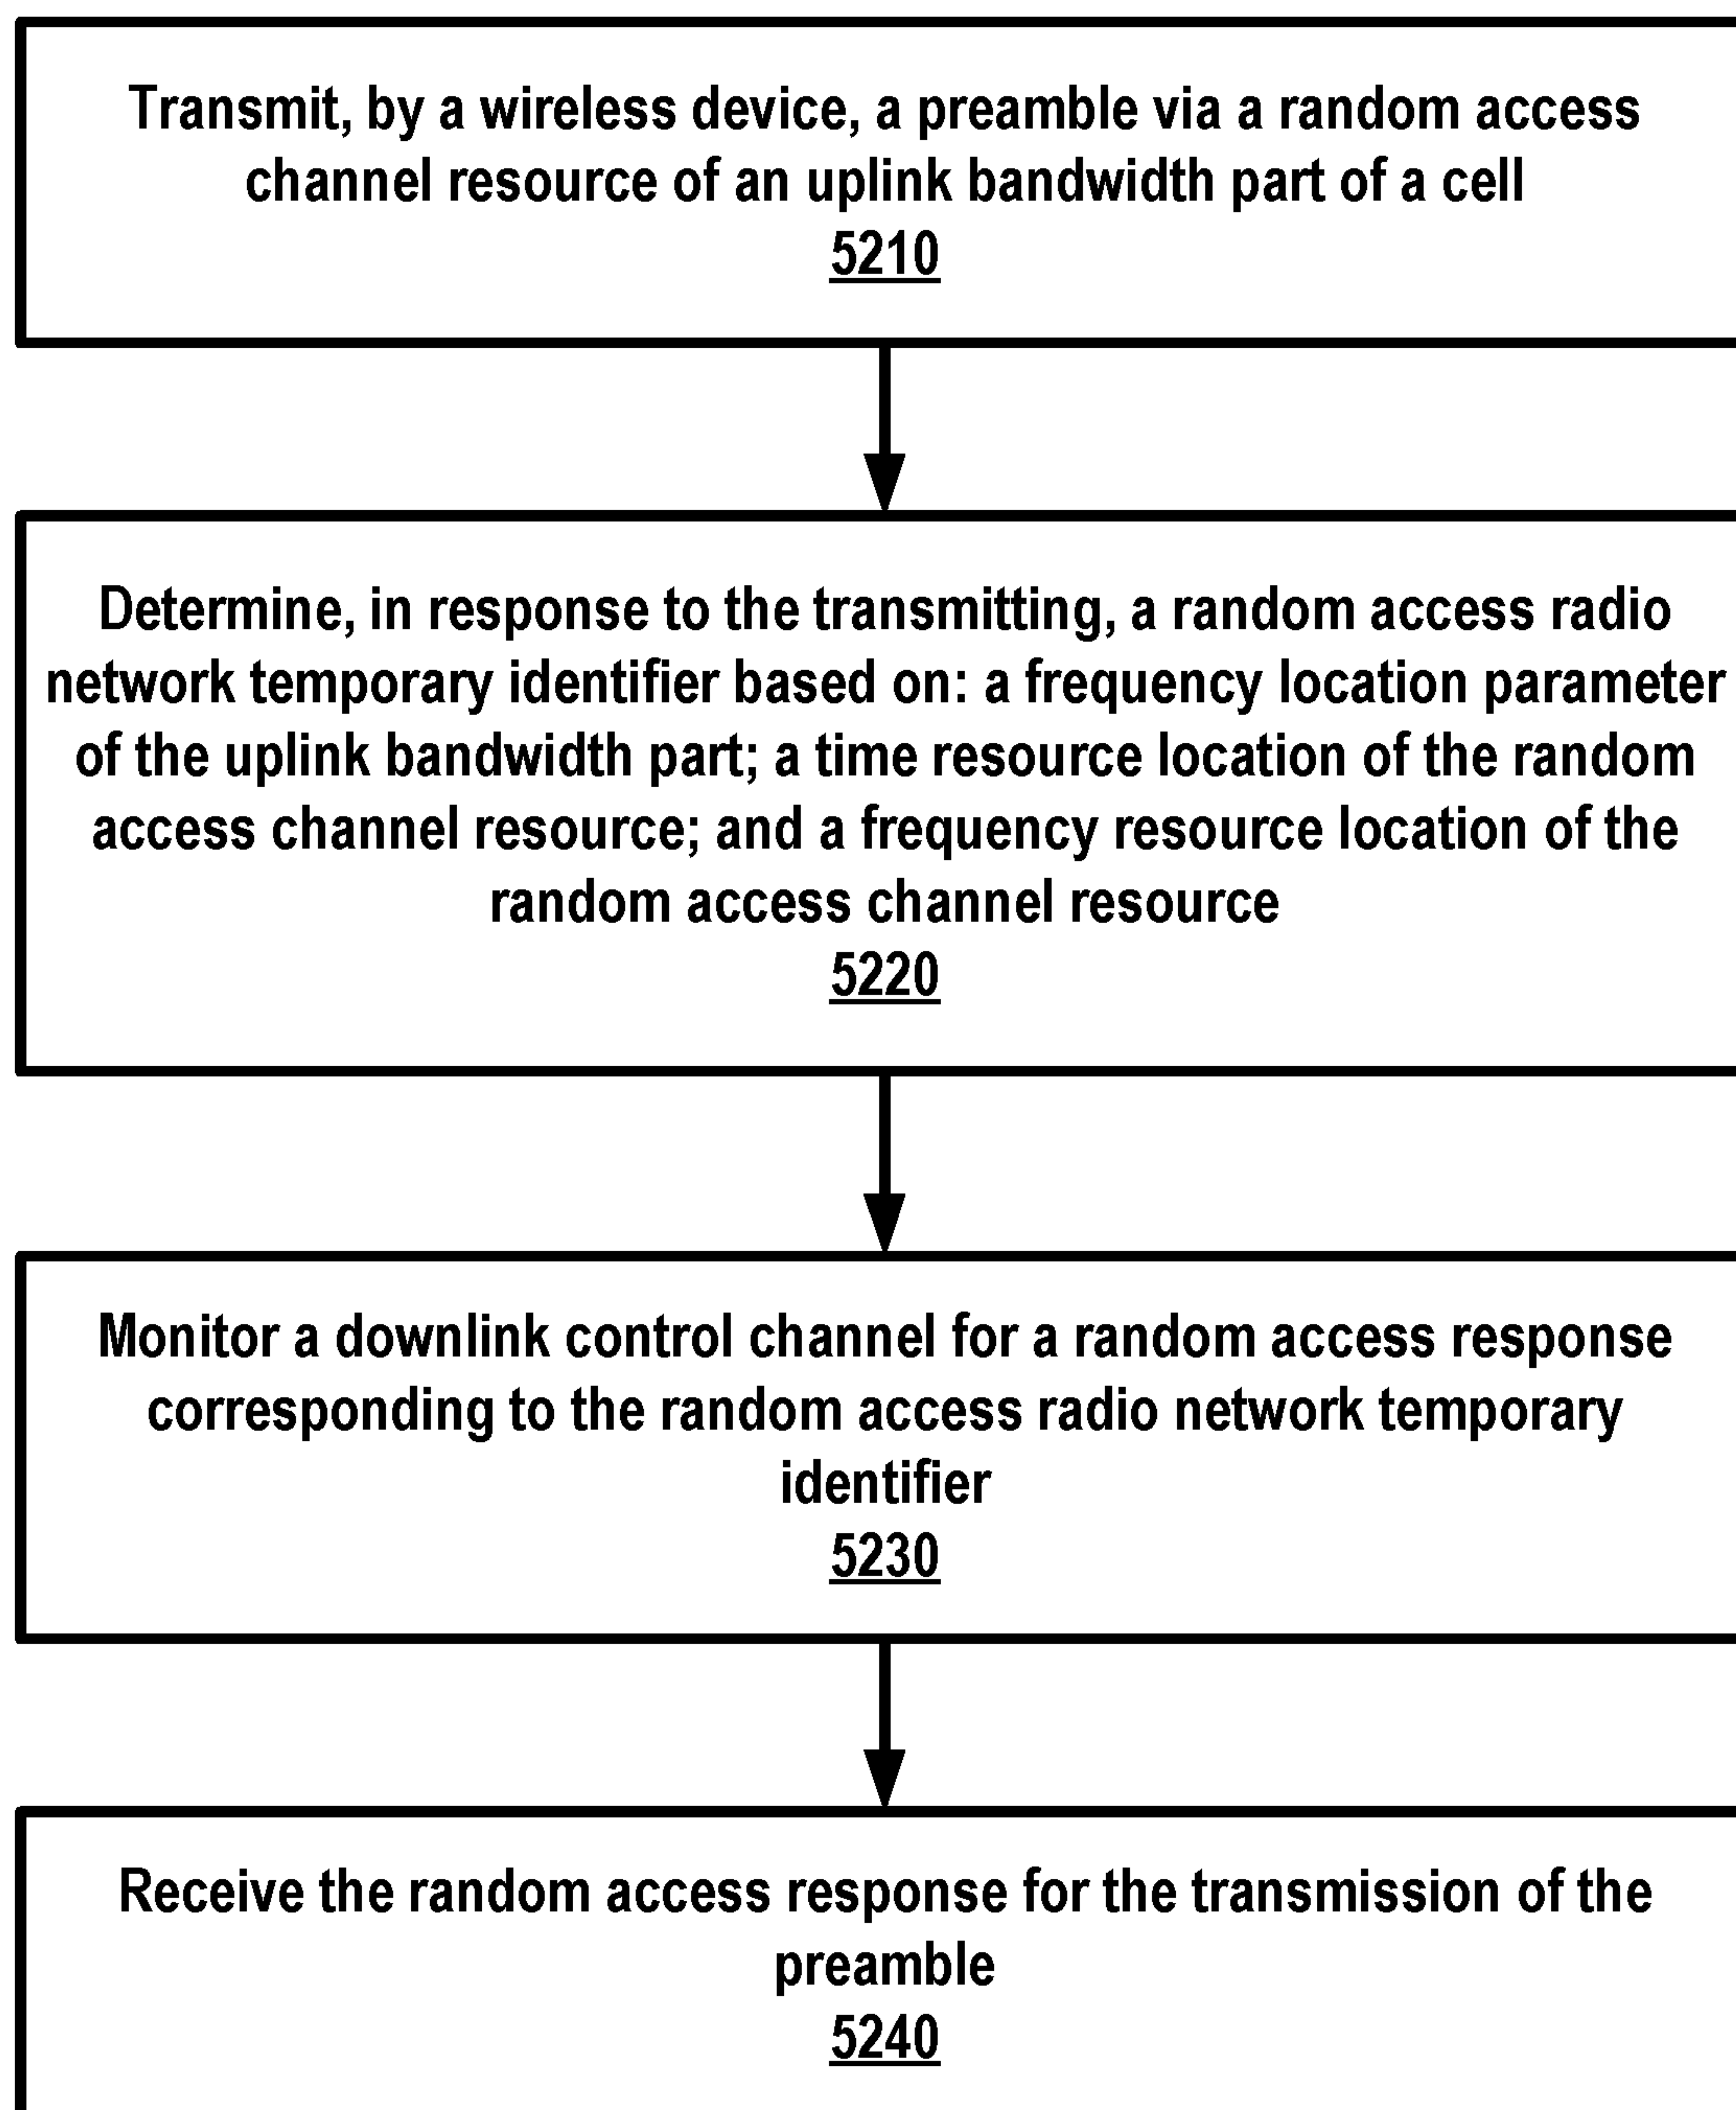 Transmit, by a wireless device, a preamble via a random access
channel resource of an uplink bandwidth part of a cell
5210
Determine, in response to the transmitting, a random access radio
network temporary identifier based on: a frequency location parameter
of the uplink bandwidth part; a time resource location of the random
access channel resource; and a frequency resource location of the
random access channel resource
5220
Monitor a downlink control channel for a random access response
corresponding to the random access radio network temporary
identifier
5230
Receive the random access response for the transmission of the
preamble
5240